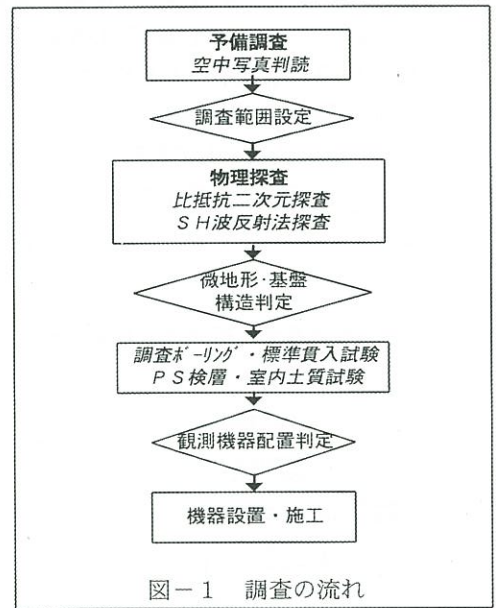 予備調査
空中写真判読
調査範囲設定
物理探査
比抵抗二次元探査
ＳＨ波反射法探査
微地形･基盤
構造判定
調査ﾎﾞｰﾘﾝｸﾞ・標準貫入試験
ＰＳ検層・室内土質試験
観測機器配置判定
機器設置・施工
図－１　調査の流れ